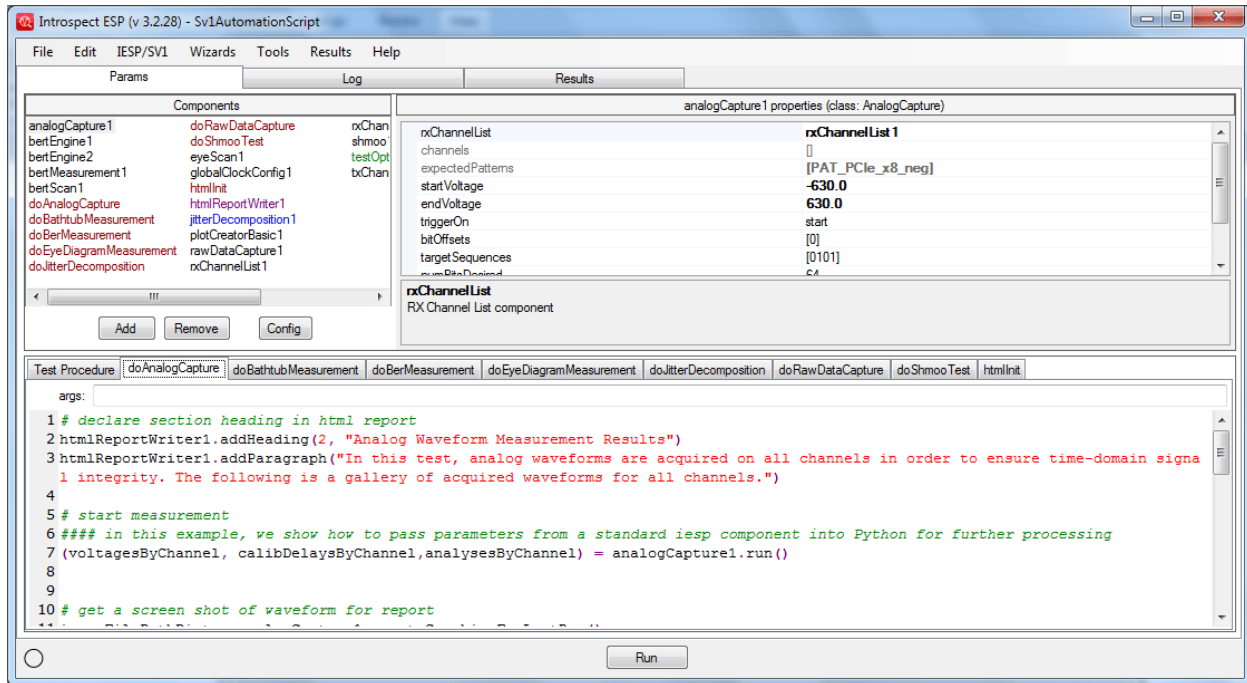 Introspect ESP (v 3.2.28) - Sv1AutomationScript
File Edit IESP/SV1 Wizards Tools Results Help
Params Log Results
Components
analogCapture1 doRawDataCapture rxChan
bertEngine1 doShmooTest shmoo
bertEngine2 eyeScan1 testOpt
bertMeasurement1 globalClockConfig1 txChan
bertScan1 htmlInit
doAnalogCapture htmlReportWriter1
doBathtubMeasurement jitterDecomposition1
doBerMeasurement plotCreatorBasic1
doEyeDiagramMeasurement rawDataCapture1
doJitterDecomposition rxChannelList1
Add Remove Config
analogCapture1 properties (class: AnalogCapture)
rxChannelList rxChannelList1
channels []
expectedPatterns [PAT_PCIe_x8_neg]
startVoltage -630.0
endVoltage 630.0
triggerOn start
bitOffsets [0]
targetSequences [0101]
numBitsDesired 64
rxChannelList
RX Channel List component
Test Procedure doAnalogCapture doBathtubMeasurement doBerMeasurement doEyeDiagramMeasurement doJitterDecomposition doRawDataCapture doShmooTest htmlInit
args:
1 # declare section heading in html report
2 htmlReportWriter1.addHeading(2, "Analog Waveform Measurement Results")
3 htmlReportWriter1.addParagraph("In this test, analog waveforms are acquired on all channels in order to ensure time-domain signa
l integrity. The following is a gallery of acquired waveforms for all channels.")
4
5 # start measurement
6 #### in this example, we show how to pass parameters from a standard iesp component into Python for further processing
7 (voltagesByChannel, calibDelaysByChannel,analysesByChannel) = analogCapture1.run()
8
9
10 # get a screen shot of waveform for report
Run